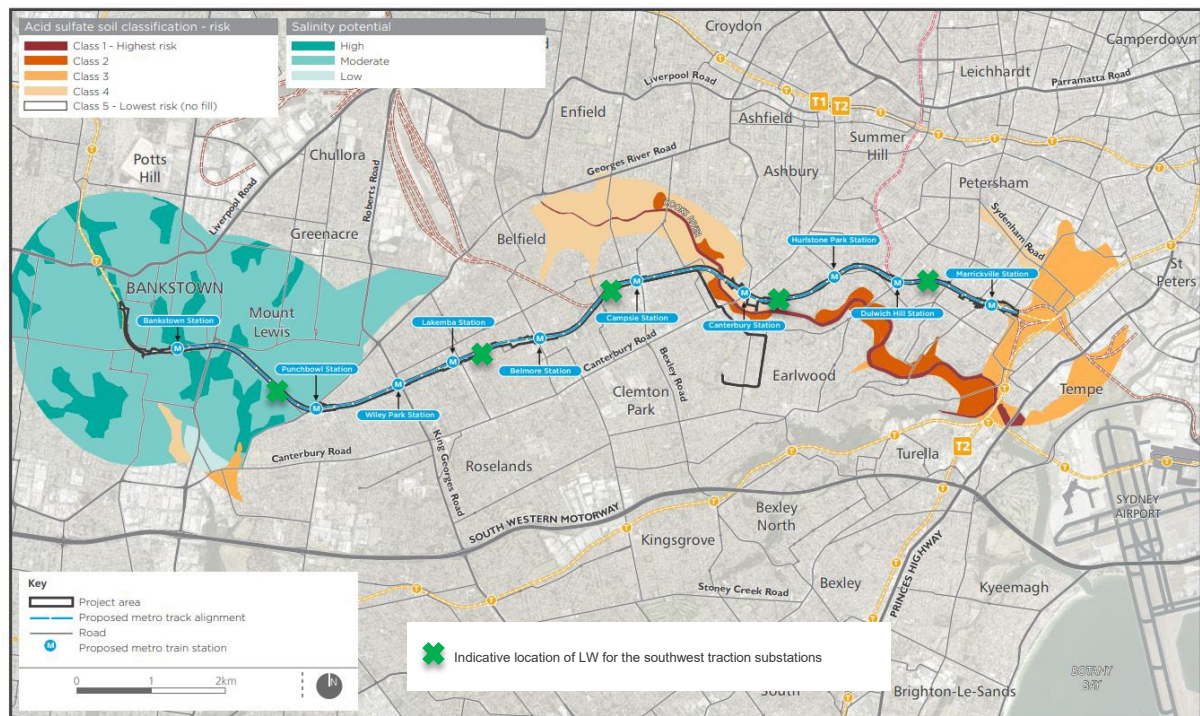 Acid sulfate soil classification - risk
Class 1 - Highest risk
Class 2
Class 3
Class 4
Class 5 - Lowest risk (no fill)
Salinity potential
High
Moderate
Low
Croydon
Camperdown
Leichhardt
Parramatta Road
Liverpool Road
T1
T2
Enfield
Ashfield
Summer
Hill
Potts
Hill
Chullora
Roberts Road
Liverpool Road
Georges River Road
Ashbury
Petersham
Sydenham Road
Greenacre
Belfield
COOKS RIVER
Hurlstone Park Station
St
Peters
BANKSTOWN
Marrickville Station
Mount
Lewis
Bankstown Station
Lakemba Station
Campsie Station
Canterbury Station
Dulwich Hill Station
Punchbowl Station
Belmore Station
Canterbury Road
Bexley Road
Earlwood
Tempe
Wiley Park Station
Clemton
Park
Canterbury Road
King Georges Road
Roselands
T2
Turella
SOUTH WESTERN MOTORWAY
Bexley
North
SYDNEY
AIRPORT
Kingsgrove
PRINCES HIGHWAY
Stoney Creek Road
Bexley
Kyeemagh
Key
Project area
Proposed metro track alignment
Road
M
Proposed metro train station
0 1 2km
N
Indicative location of LW for the southwest traction substations
South
Brighton-Le-Sands
BOTANY
BAY